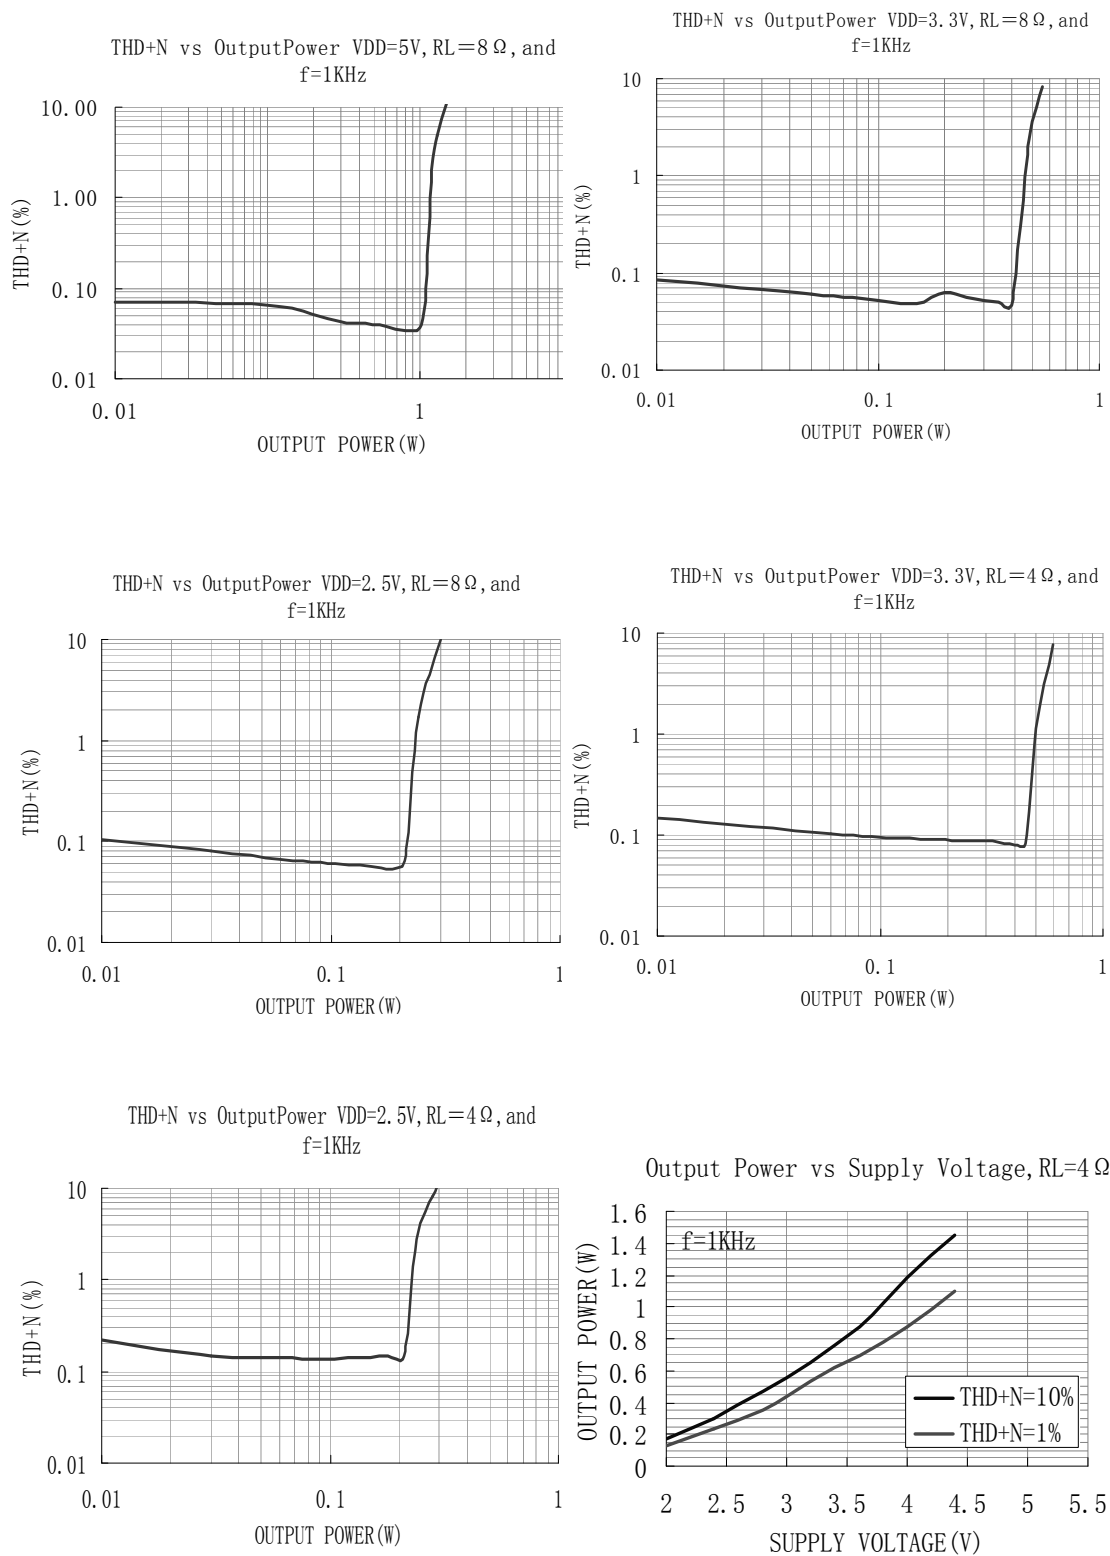 THD+N vs OutputPower VDD=5V,RL=8Ω,and
f=1KHz
10.00
1.00
0.10
0.01
THD+N(%)
0.01
1
OUTPUT POWER(W)
THD+N vs OutputPower VDD=3.3V,RL=8Ω,and
f=1KHz
10
1
0.1
0.01
THD+N(%)
0.01
0.1
1
OUTPUT POWER(W)
THD+N vs OutputPower VDD=2.5V,RL=8Ω,and
f=1KHz
10
1
0.1
0.01
THD+N(%)
0.01
0.1
1
OUTPUT POWER(W)
THD+N vs OutputPower VDD=3.3V,RL=4Ω,and
f=1KHz
10
1
0.1
0.01
THD+N(%)
0.01
0.1
1
OUTPUT POWER(W)
THD+N vs OutputPower VDD=2.5V,RL=4Ω,and
f=1KHz
10
1
0.1
0.01
THD+N(%)
0.01
0.1
1
OUTPUT POWER(W)
Output Power vs Supply Voltage,RL=4Ω
1.6
1.4
1.2
1
0.8
0.6
0.4
0.2
0
OUTPUT POWER(W)
f=1KHz
THD+N=10%
THD+N=1%
2
2.5
3
3.5
4
4.5
5
5.5
SUPPLY VOLTAGE(V)